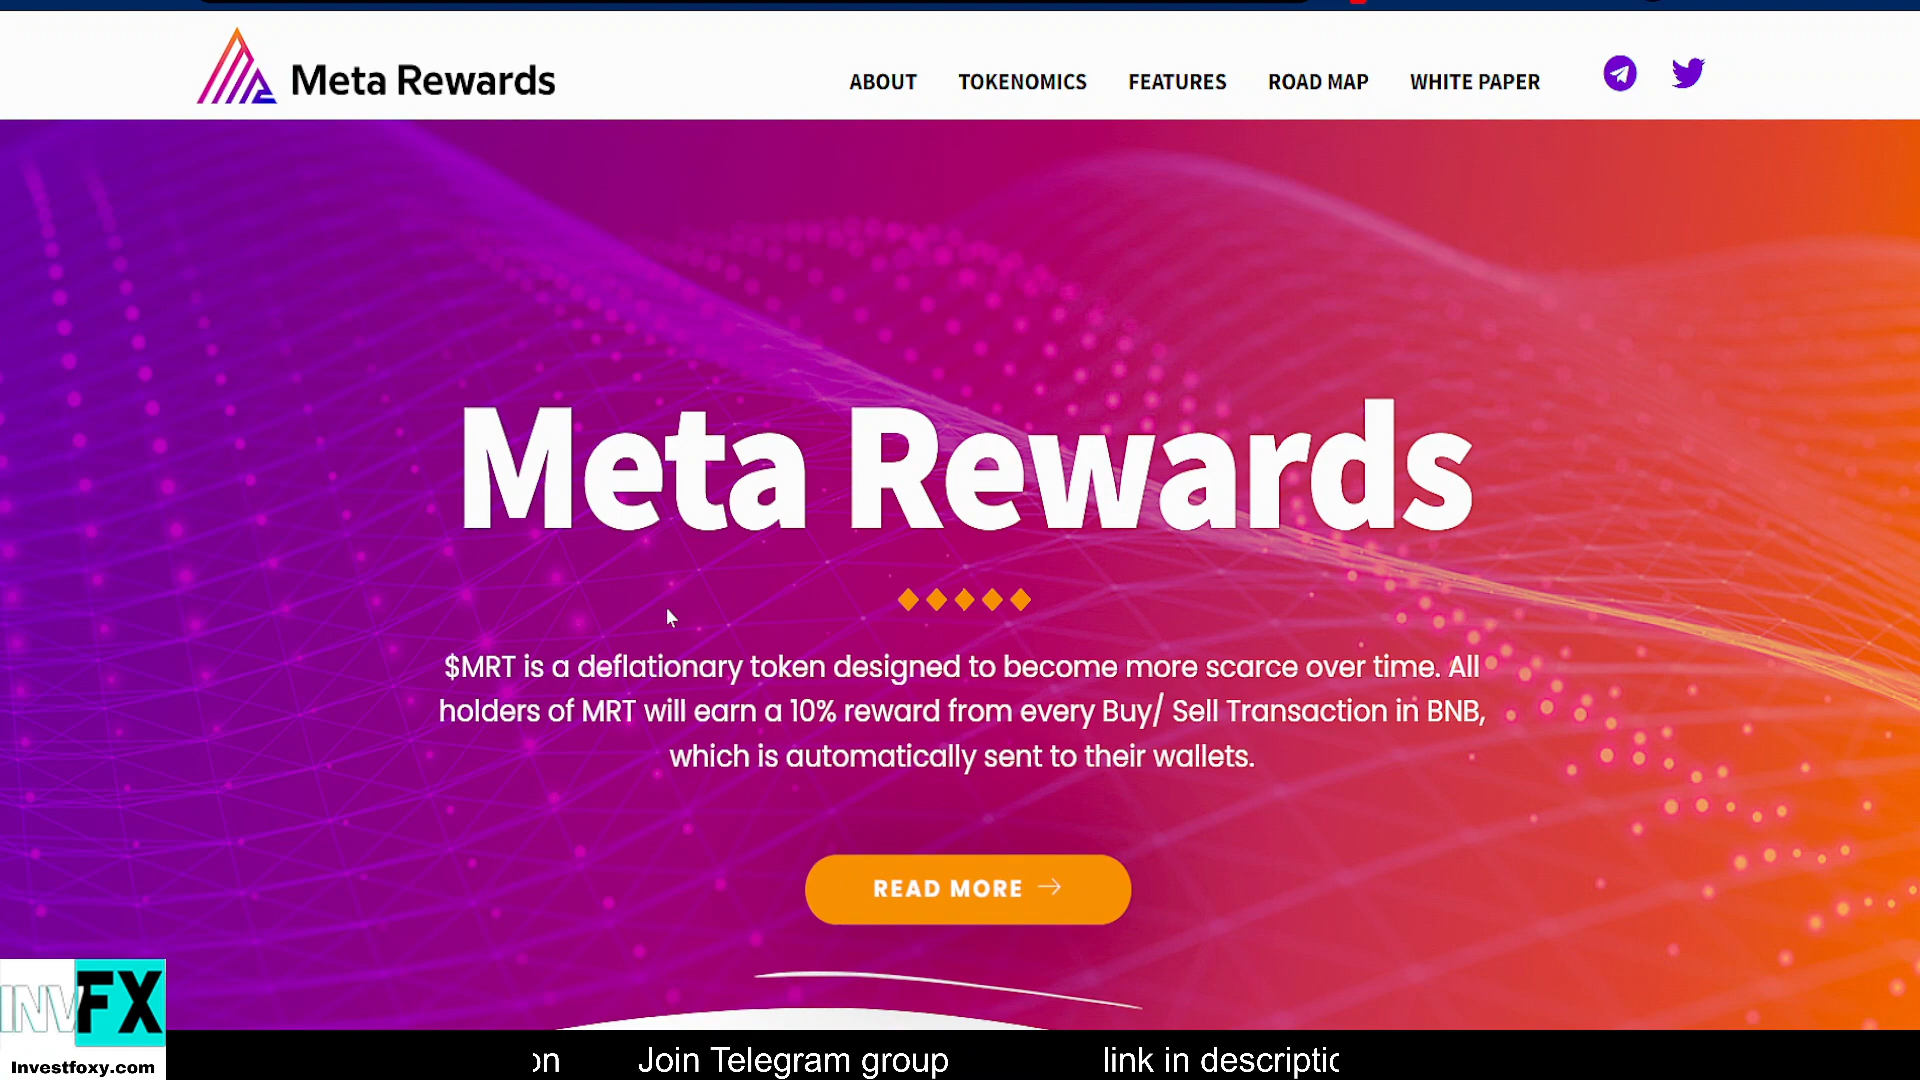 Meta Rewards
ABOUT TOKENOMICS FEATURES ROAD MAP WHITE PAPER
Meta Rewards
$MRT is a deflationary token designed to become more scarce over time. All
holders of MRT will earn a 10% reward from every Buy/ Sell Transaction in BNB,
which is automatically sent to their wallets.
READ MORE
INVFX
Investfoxy.com
on Join Telegram group link in descriptic